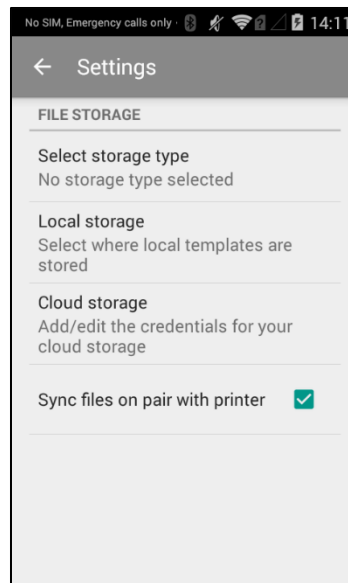 No SIM, Emergency calls only · 14:11
Settings
FILE STORAGE
Select storage type
No storage type selected
Local storage
Select where local templates are
stored
Cloud storage
Add/edit the credentials for your
cloud storage
Sync files on pair with printer